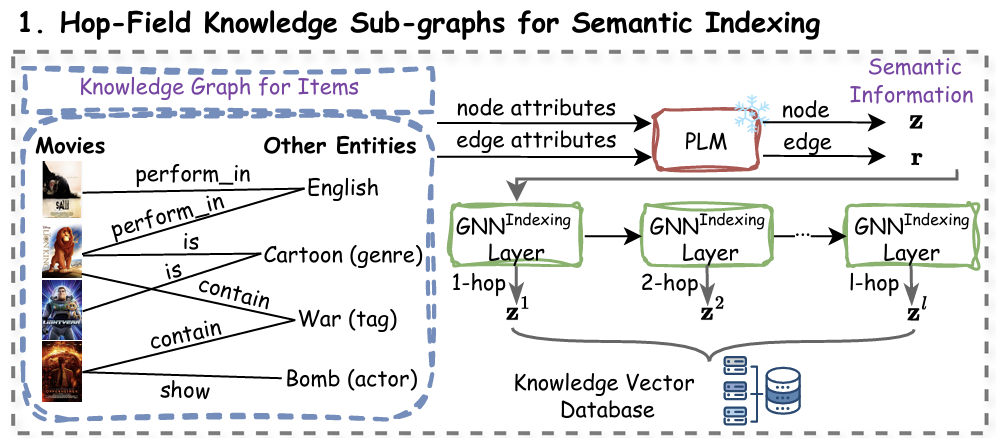 1. Hop-Field Knowledge Sub-graphs for Semantic Indexing
Knowledge Graph for Items
Movies
Other Entities
perform_in
English
perform_in
is
Cartoon (genre)
is
contain
War (tag)
contain
Bomb (actor)
show
SAW
LIGHTYEAR
node attributes
edge attributes
PLM
node
edge
Semantic
Information
z
r
GNN^Indexing
Layer
GNN^Indexing
Layer
...
GNN^Indexing
Layer
1-hop
2-hop
l-hop
z^1
z^2
z^l
Knowledge Vector
Database